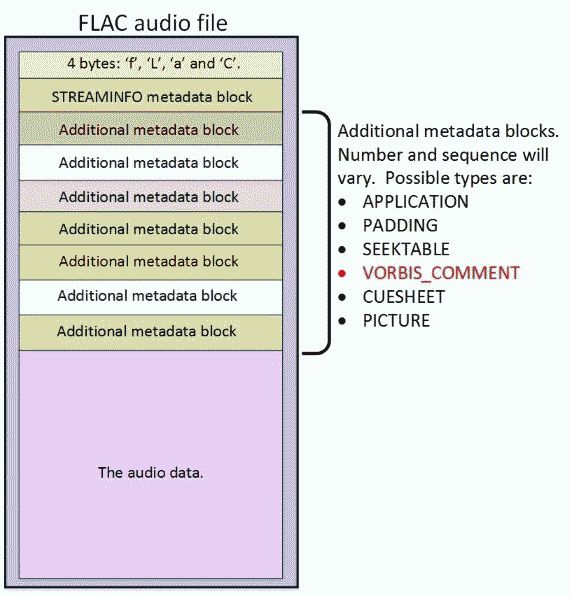 FLAC audio file
4 bytes: ‘f’, ‘L’, ‘a’ and ‘C’.
STREAMINFO metadata block
Additional metadata block
Additional metadata block
Additional metadata block
Additional metadata block
Additional metadata block
Additional metadata block
Additional metadata block
The audio data.
Additional metadata blocks.
Number and sequence will
vary.  Possible types are:
• APPLICATION
• PADDING
• SEEKTABLE
• VORBIS_COMMENT
• CUESHEET
• PICTURE